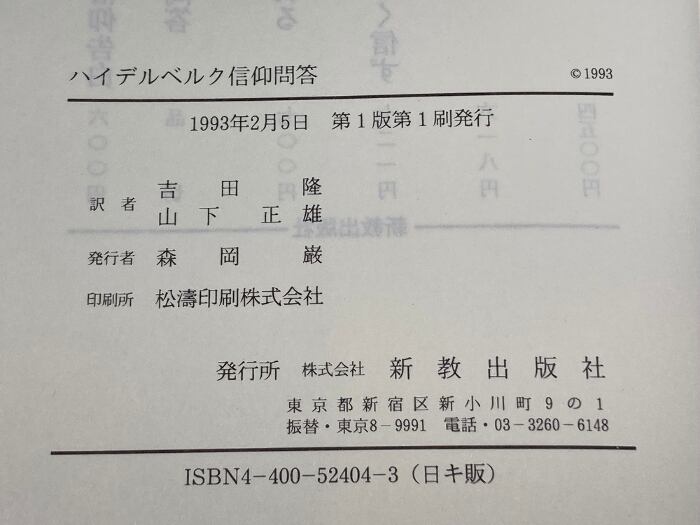 ハイデルベルク信仰問答 ©1993
1993年2月5日 第1版第1刷発行
訳者 吉田隆
山下正雄
発行者 森岡巌
印刷所 松濤印刷株式会社
発行所 株式会社 新教出版社
東京都新宿区新小川町9の1
振替・東京8-9991 電話・03-3260-6148
ISBN4-400-52404-3(日キ販)